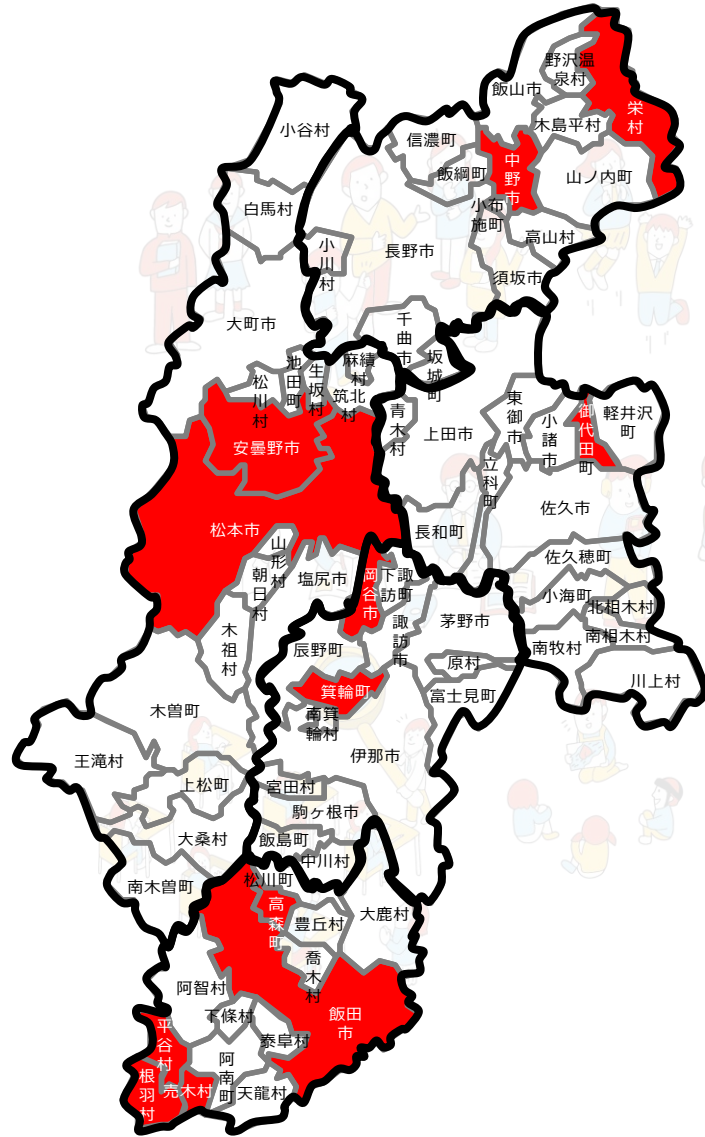 野沢温
泉村
飯山市
栄村
小谷村
木島平村
信濃町
中野市
飯綱町
山ノ内町
白馬村
小布
施町
高山村
小川村
長野市
須坂市
大町市
千曲市
坂城町
麻績村
生坂村
池田町
松川村
筑北村
青木村
東御市
小諸市
御代田町
軽井沢
町
上田市
安曇野市
立科町
佐久市
松本市
長和町
山形村
佐久穂町
朝日村
塩尻市
岡谷市
下諏
訪町
小海町
北相木村
諏訪市
茅野市
木祖村
南相木村
辰野町
南牧村
原村
川上村
箕輪町
富士見町
木曽町
南箕
輪村
伊那市
王滝村
上松町
宮田村
駒ヶ根市
大桑村
飯島町
中川村
南木曽町
松川町
高森町
大鹿村
豊丘村
喬木村
阿智村
下條村
飯田
市
平谷村
泰阜村
阿南町
根羽村
売木村
天龍村